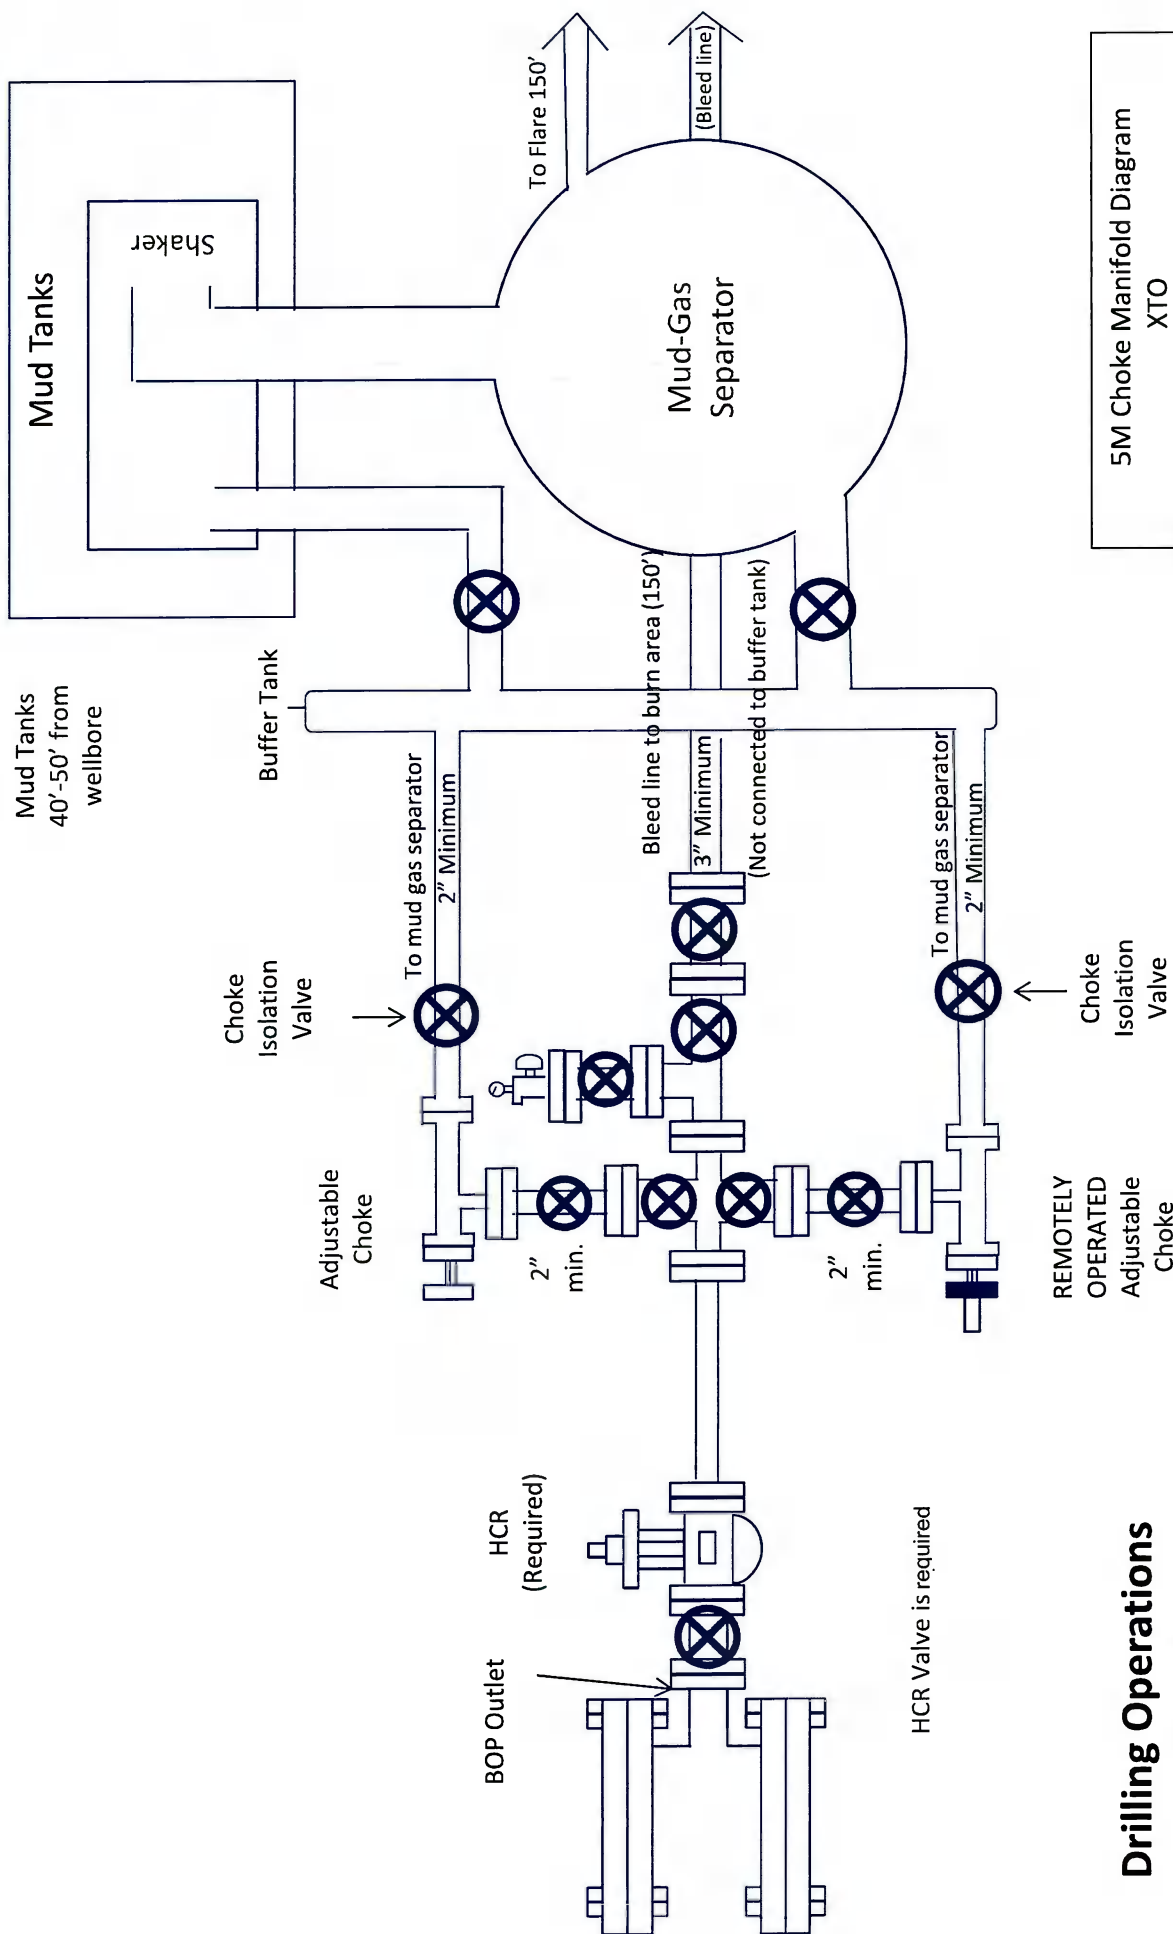 Mud Tanks
40'-50' from
wellbore
Mud Tanks
Shaker
Buffer Tank
Choke
Isolation
Valve
To mud separator
2" Minimum
To Flare 150'
(Bleed line)
Mud-Gas
Separator
Adjustable
Choke
Bleed line to burn area (150')
3" Minimum
(Not connected to buffer tank)
2"
min.
2"
min.
HCR
(Required)
BOP Outlet
To mud gas separator
2" Minimum
HCR Valve is required
REMOTELY
OPERATED
Adjustable
Choke
Choke
Isolation
Valve
Drilling Operations
5M Choke Manifold Diagram
XTO